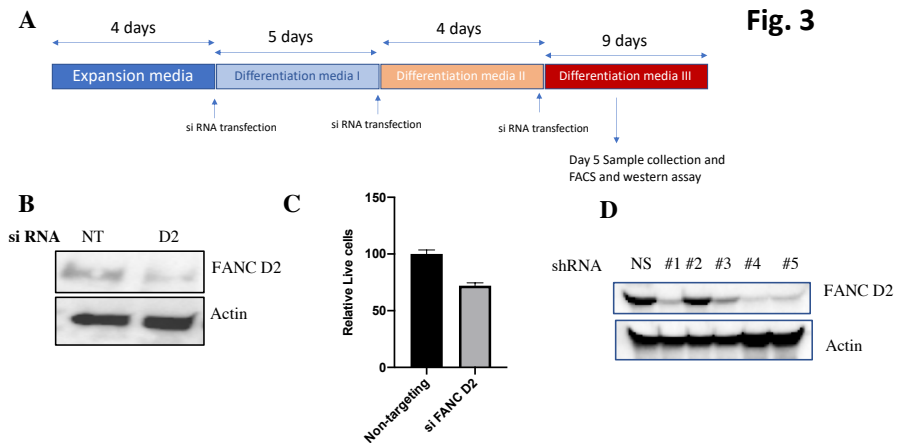 Fig. 3
A
4 days
5 days
4 days
9 days
Expansion media
Differentiation media I
Differentiation media II
Differentiation media III
si RNA transfection
si RNA transfection
si RNA transfection
Day 5 Sample collection and
FACS and western assay
B
si RNA NT D2
FANC D2
Actin
C
Relative Live cells
150
100
50
0
Non-targeting
si FANC D2
D
shRNA NS #1 #2 #3 #4 #5
FANC D2
Actin